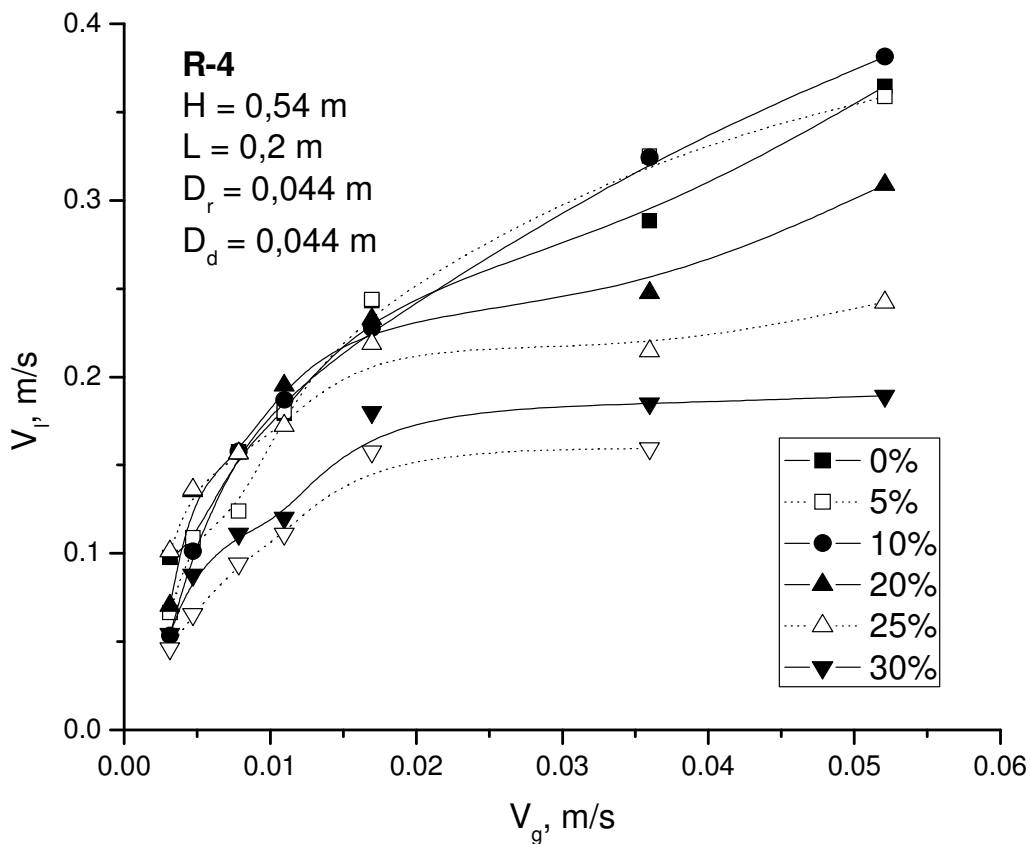 R-4
H = 0,54 m
L = 0,2 m
D_r = 0,044 m
D_d = 0,044 m
0.4
0.3
0.2
0.1
0.0
V_l, m/s
0%
5%
10%
20%
25%
30%
0.00 0.01 0.02 0.03 0.04 0.05 0.06
V_g, m/s